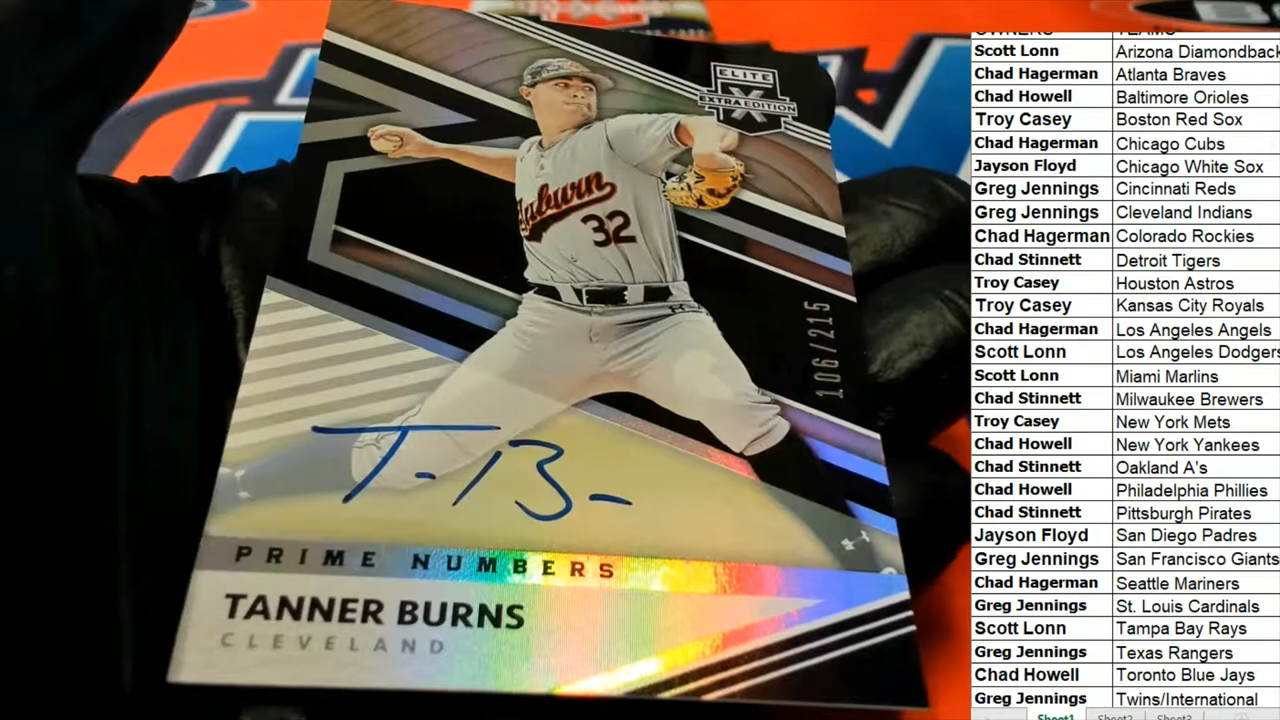 ELITE
X
EXTRA EDITION
Auburn
32
106/215
T. B.
PRIME NUMBERS
TANNER BURNS
CLEVELAND
OWNERS TEAMS
Scott Lonn Arizona Diamondback
Chad Hagerman Atlanta Braves
Chad Howell Baltimore Orioles
Troy Casey Boston Red Sox
Chad Hagerman Chicago Cubs
Jayson Floyd Chicago White Sox
Greg Jennings Cincinnati Reds
Greg Jennings Cleveland Indians
Chad Hagerman Colorado Rockies
Chad Stinnett Detroit Tigers
Troy Casey Houston Astros
Troy Casey Kansas City Royals
Chad Hagerman Los Angeles Angels
Scott Lonn Los Angeles Dodgers
Scott Lonn Miami Marlins
Chad Stinnett Milwaukee Brewers
Troy Casey New York Mets
Chad Howell New York Yankees
Chad Stinnett Oakland A's
Chad Howell Philadelphia Phillies
Chad Stinnett Pittsburgh Pirates
Jayson Floyd San Diego Padres
Greg Jennings San Francisco Giants
Chad Hagerman Seattle Mariners
Greg Jennings St. Louis Cardinals
Scott Lonn Tampa Bay Rays
Greg Jennings Texas Rangers
Chad Howell Toronto Blue Jays
Greg Jennings Twins/International
Sheet1 Sheet2 Sheet3